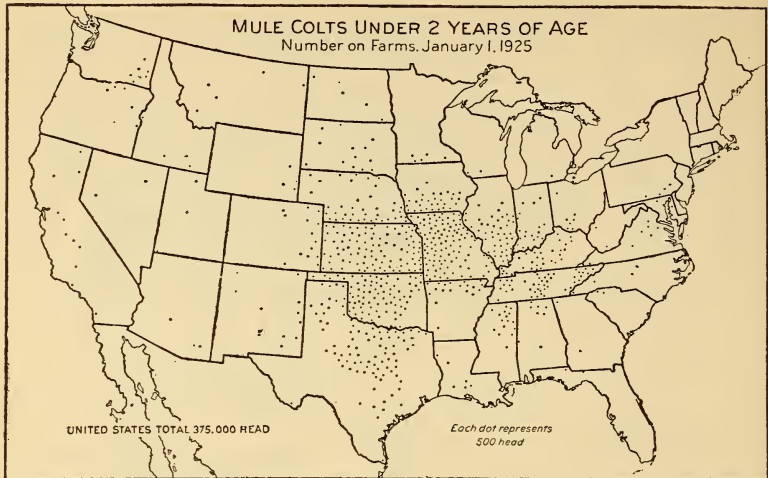 MULE COLTS UNDER 2 YEARS OF AGE
Number on Farms. January 1, 1925
UNITED STATES TOTAL 375,000 HEAD
Each dot represents
500 head